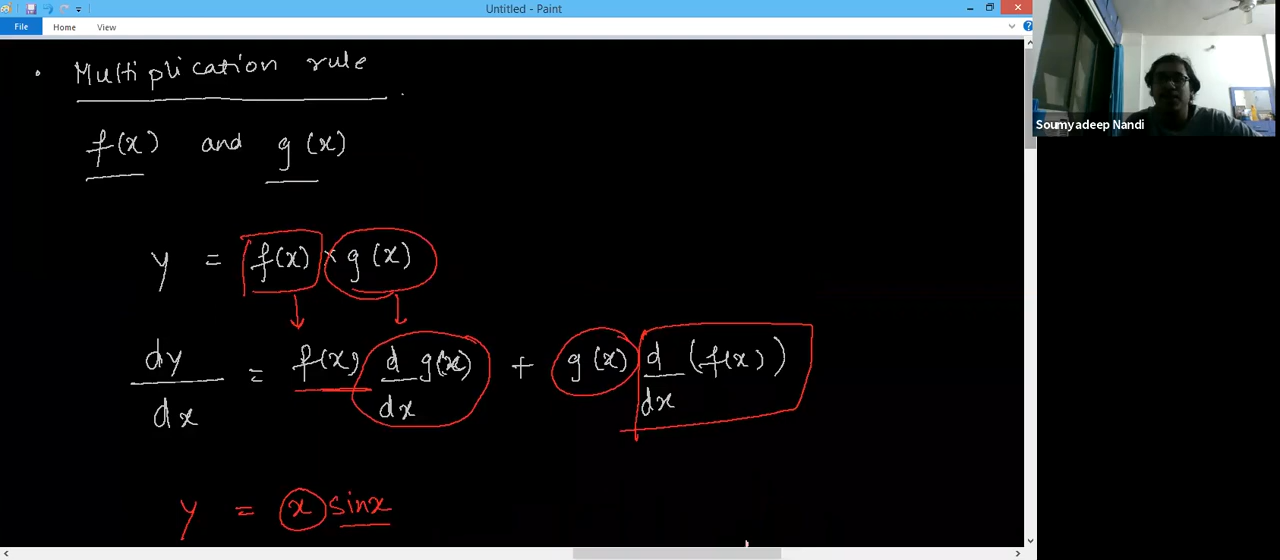 Untitled - Paint
File Home View
Soumyadeep Nandi
• Multiplication rule
f(x) and g(x)
y = f(x) × g(x)
dy/dx = f(x) d/dx g(x) + g(x) d/dx (f(x))
y = x sinx